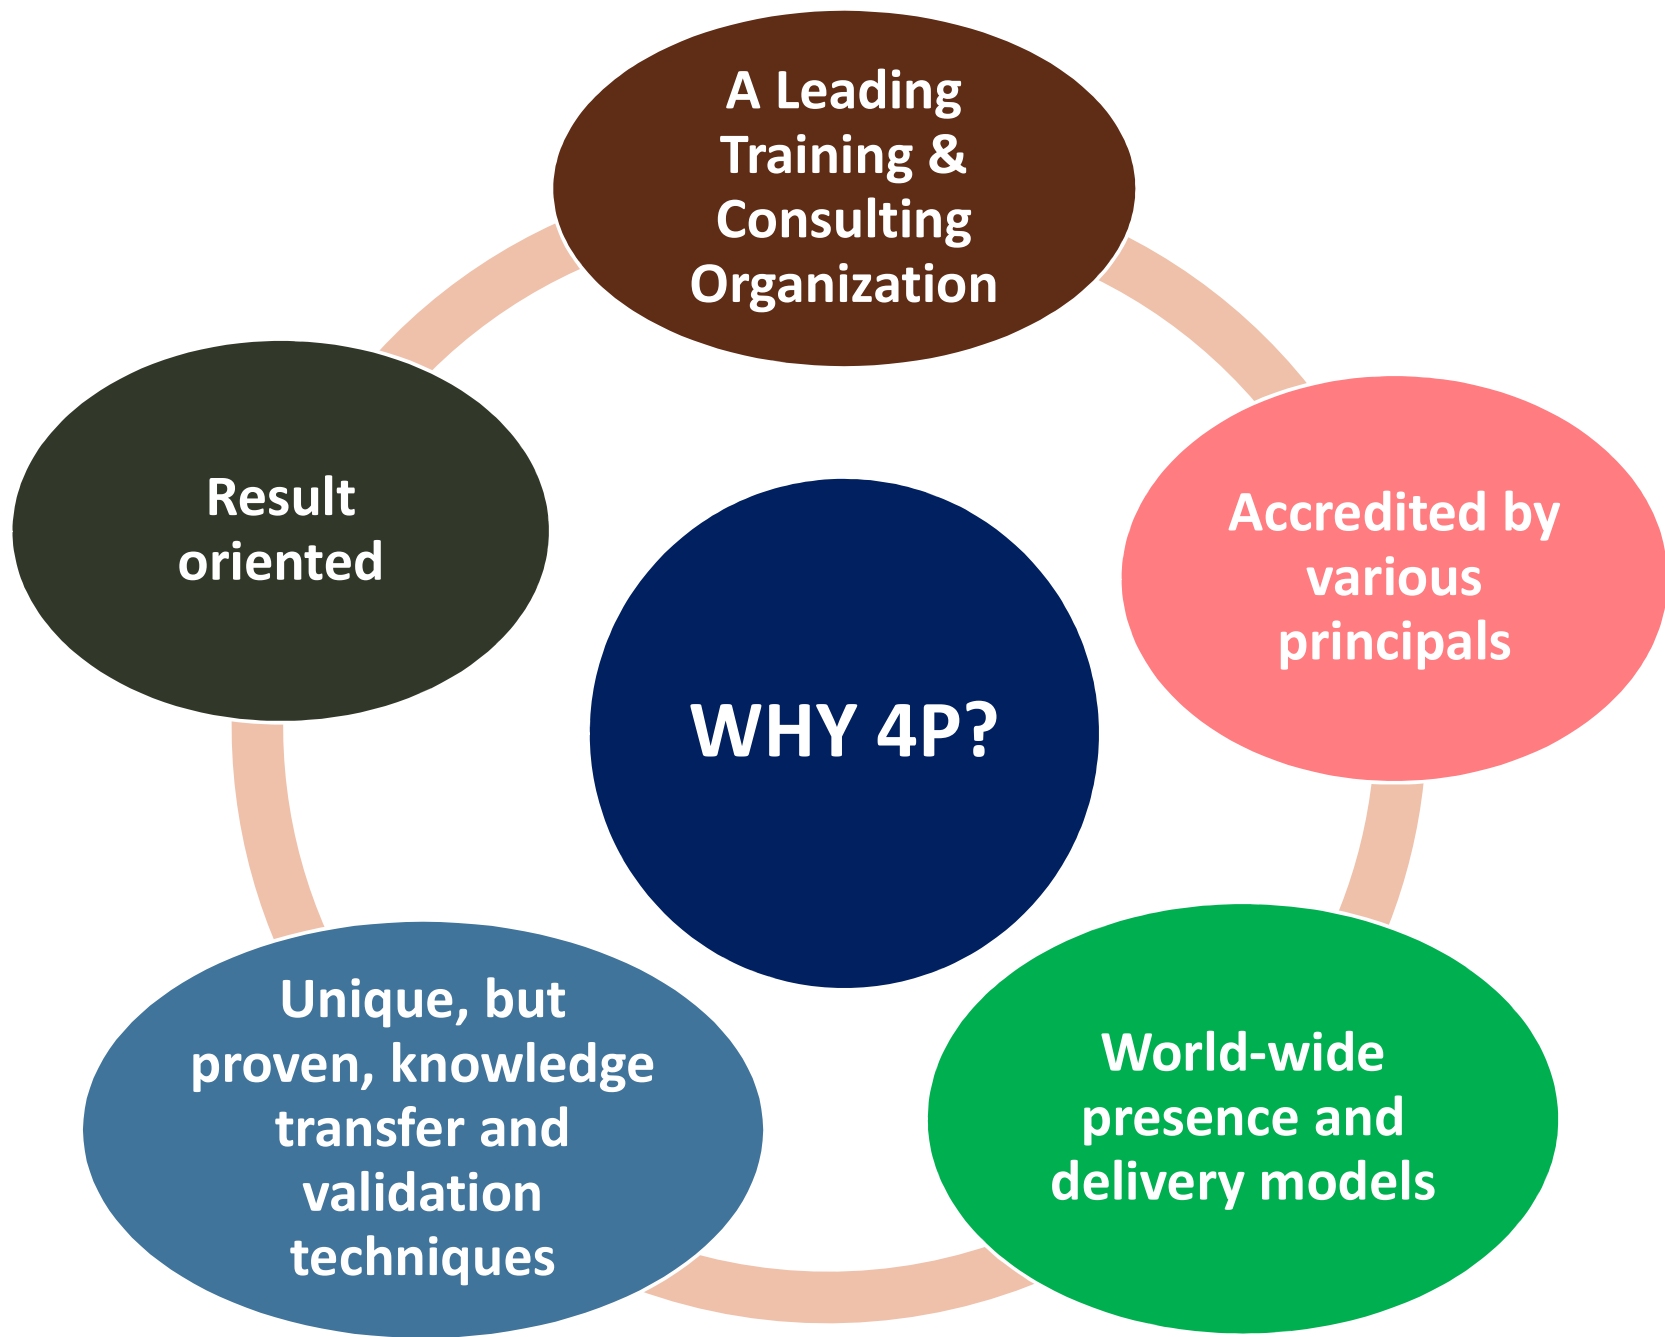 A Leading
Training &
Consulting
Organization
Accredited by
various
principals
World-wide
presence and
delivery models
Unique, but
proven, knowledge
transfer and
validation
techniques
Result
oriented
WHY 4P?